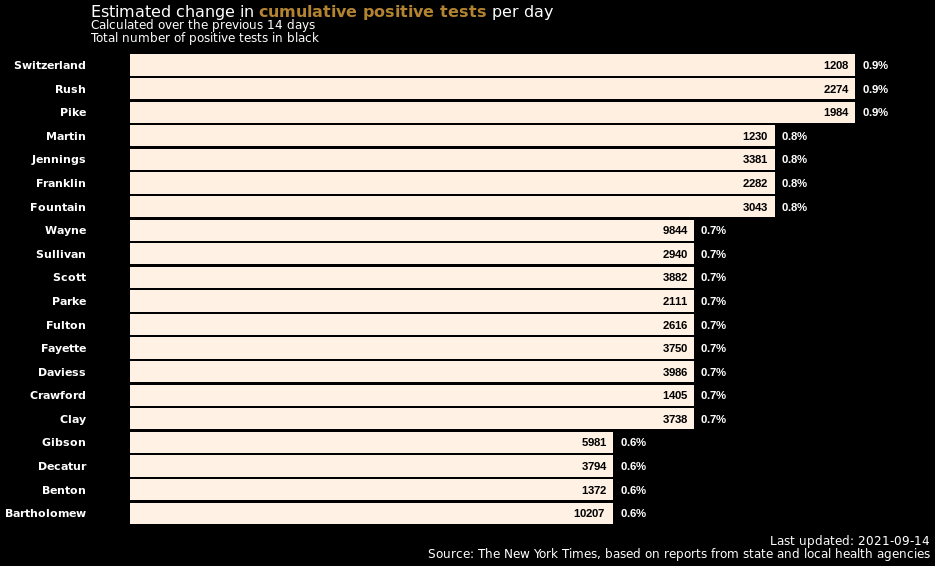 Estimated change in cumulative positive tests per day
Calculated over the previous 14 days
Total number of positive tests in black
Switzerland 1208 0.9%
Rush 2274 0.9%
Pike 1984 0.9%
Martin 1230 0.8%
Jennings 3381 0.8%
Franklin 2282 0.8%
Fountain 3043 0.8%
Wayne 9844 0.7%
Sullivan 2940 0.7%
Scott 3882 0.7%
Parke 2111 0.7%
Fulton 2616 0.7%
Fayette 3750 0.7%
Daviess 3986 0.7%
Crawford 1405 0.7%
Clay 3738 0.7%
Gibson 5981 0.6%
Decatur 3794 0.6%
Benton 1372 0.6%
Bartholomew 10207 0.6%
Last updated: 2021-09-14
Source: The New York Times, based on reports from state and local health agencies